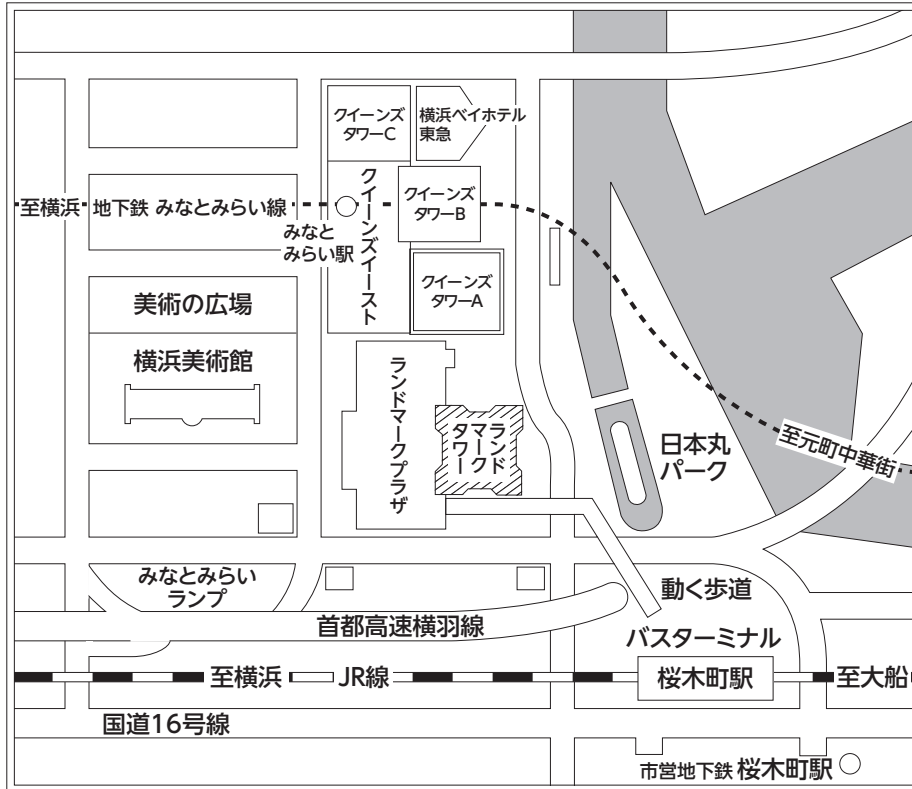 クイーンズ
タワーC
横浜ベイホテル
東急
クイーンズイースト
クイーンズ
タワーB
至横浜
地下鉄 みなとみらい線
みなと
みらい駅
クイーンズ
タワーA
美術の広場
横浜美術館
ランドマークプラザ
ランド
マーク
タワー
日本丸
パーク
至元町中華街
みなとみらい
ランプ
動く歩道
首都高速横羽線
バスターミナル
至横浜
JR線
桜木町駅
至大船
国道16号線
市営地下鉄 桜木町駅